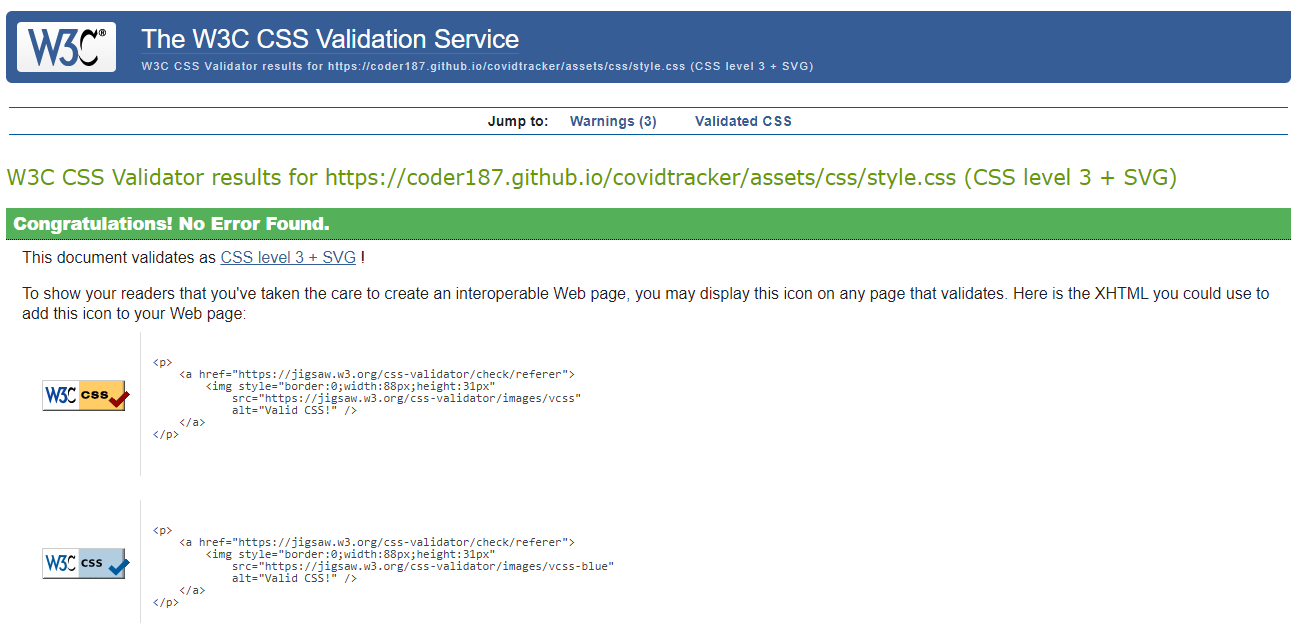 W3C® The W3C CSS Validation Service
W3C CSS Validator results for https://coder187.github.io/covidtracker/assets/css/style.css (CSS level 3 + SVG)
Jump to: Warnings (3) Validated CSS
W3C CSS Validator results for https://coder187.github.io/covidtracker/assets/css/style.css (CSS level 3 + SVG)
Congratulations! No Error Found.
This document validates as CSS level 3 + SVG !
To show your readers that you've taken the care to create an interoperable Web page, you may display this icon on any page that validates. Here is the XHTML you could use to
add this icon to your Web page:
W3C css
<p>
    <a href="https://jigsaw.w3.org/css-validator/check/referer">
        <img style="border:0;width:88px;height:31px"
            src="https://jigsaw.w3.org/css-validator/images/vcss"
            alt="Valid CSS!" />
    </a>
</p>
W3C css
<p>
    <a href="https://jigsaw.w3.org/css-validator/check/referer">
        <img style="border:0;width:88px;height:31px"
            src="https://jigsaw.w3.org/css-validator/images/vcss-blue"
            alt="Valid CSS!" />
    </a>
</p>